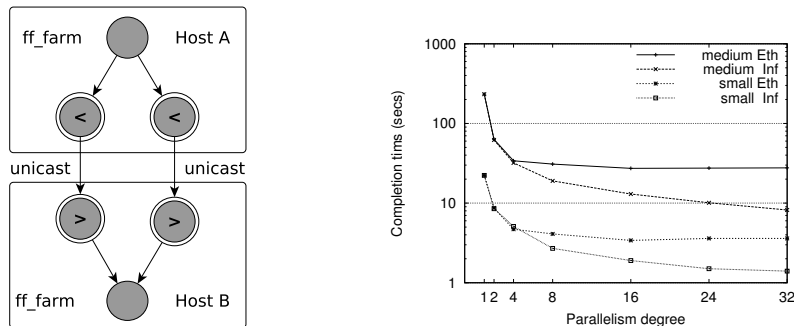 ff_farm
Host A
<
<
unicast
unicast
>
>
ff_farm
Host B
1000
100
10
1
1 2 4 8 16 24 32
Completion tims (secs)
Parallelism degree
medium Eth
medium Inf
small Eth
small Inf